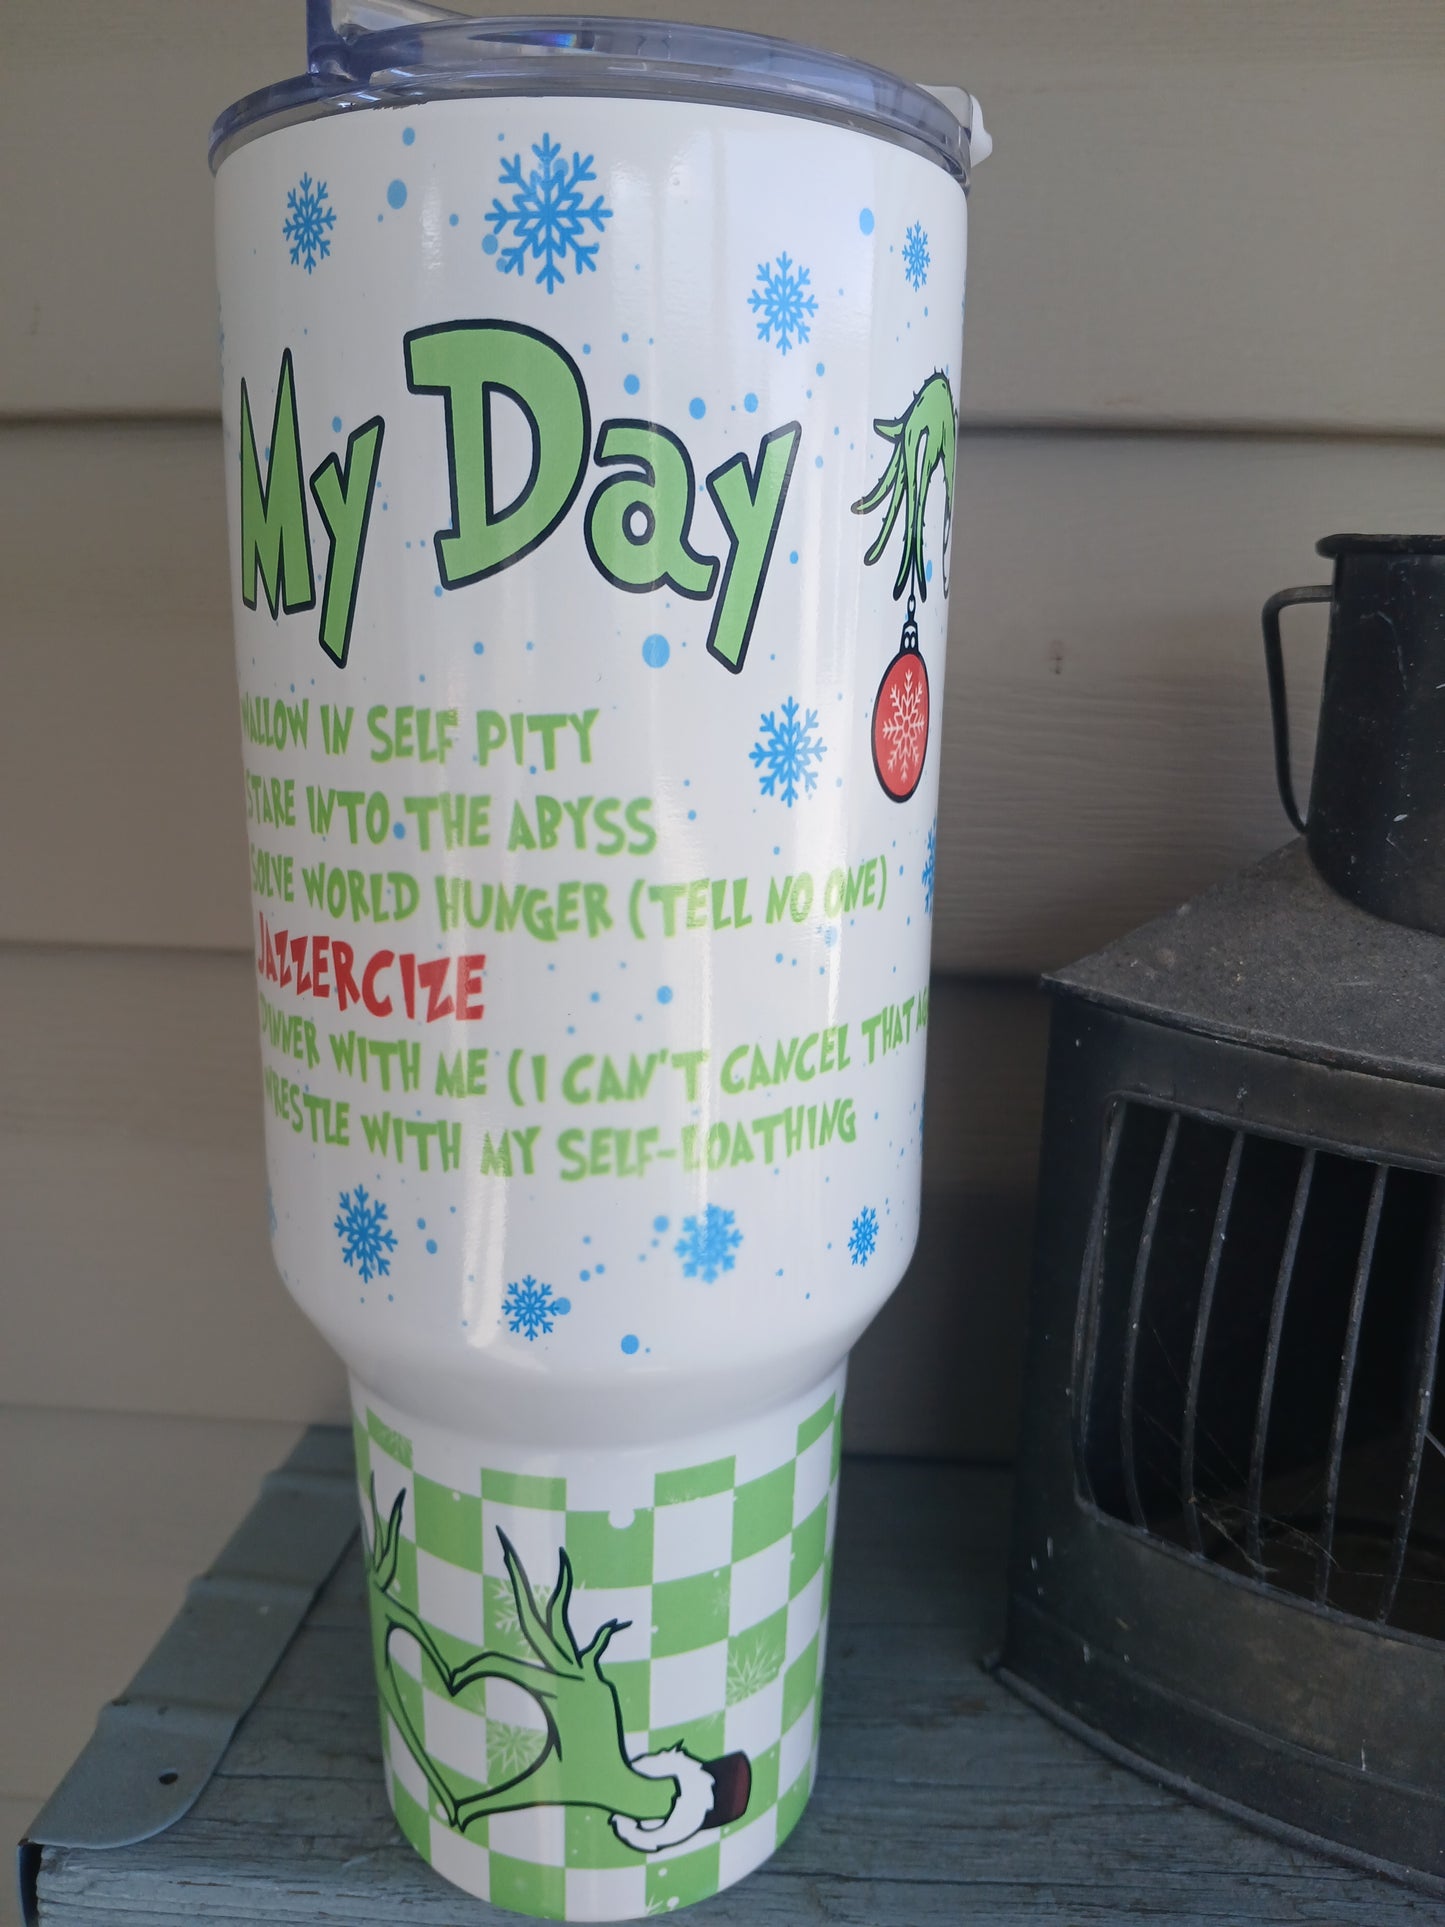 My Day
WALLOW IN SELF PITY
STARE INTO THE ABYSS
SOLVE WORLD HUNGER (TELL NO ONE)
JAZZERCIZE
DINNER WITH ME (I CAN'T CANCEL THAT
WRESTLE WITH MY SELF-LOATHING